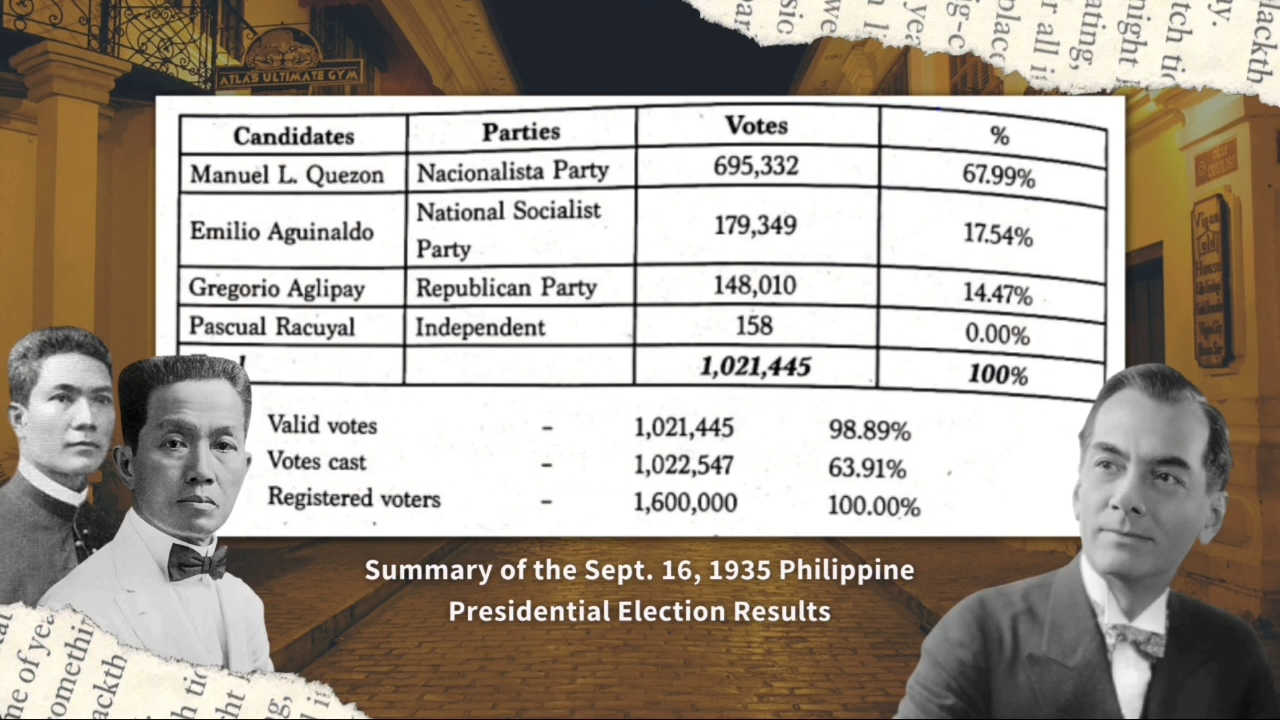 ATLAS ULTIMATE GYM
Candidates Parties Votes %
Manuel L. Quezon Nacionalista Party 695,332 67.99%
Emilio Aguinaldo National Socialist Party 179,349 17.54%
Gregorio Aglipay Republican Party 148,010 14.47%
Pascual Racuyal Independent 158 0.00%
1,021,445 100%
Valid votes - 1,021,445 98.89%
Votes cast - 1,022,547 63.91%
Registered voters - 1,600,000 100.00%
Summary of the Sept. 16, 1935 Philippine
Presidential Election Results